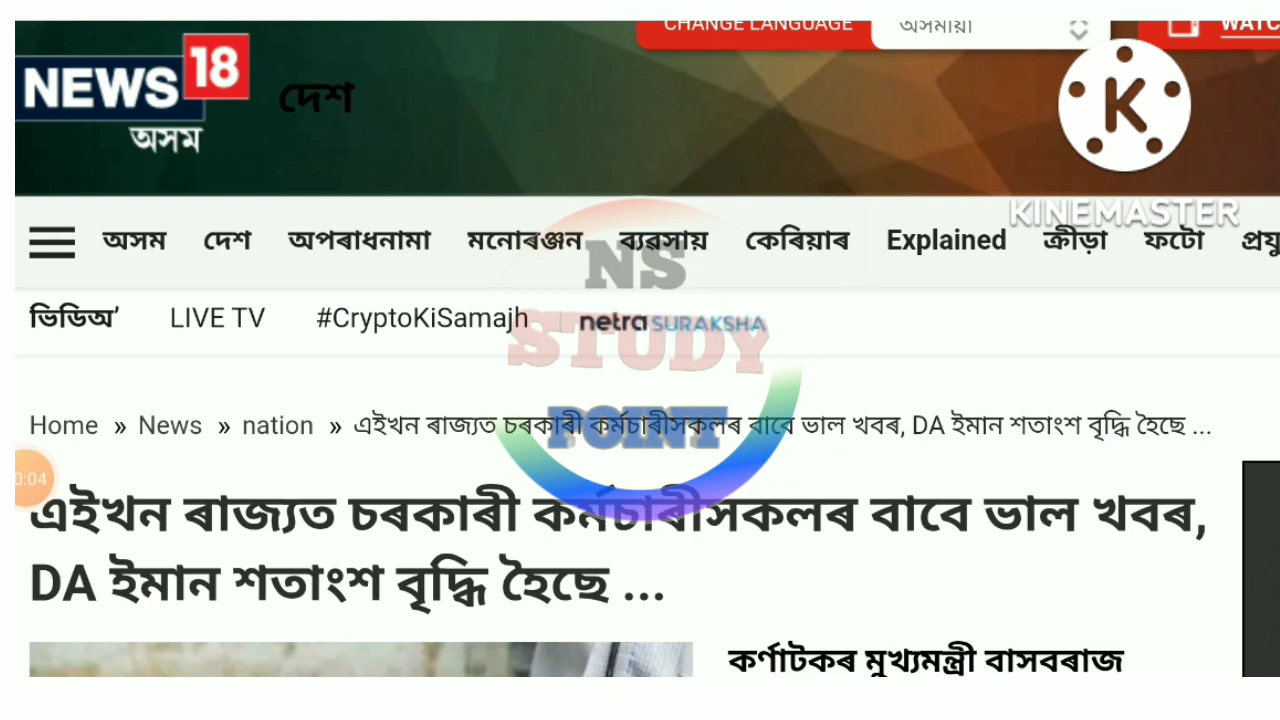 CHANGE LANGUAGE অসমীয়া
NEWS 18
অসম
দেশ
K
KINEMASTER
অসম দেশ অপৰাধনামা মনোৰঞ্জন ব্যৱসায় কেৰিয়াৰ Explained ক্ৰীড়া ফটো
ভিডিঅ’ LIVE TV #CryptoKiSamajh netra SURAKSHA
NS
STUDY
POINT
Home » News » nation » এইখন ৰাজ্যত চৰকাৰী কৰ্মচাৰীসকলৰ বাবে ভাল খবৰ, DA ইমান শতাংশ বৃদ্ধি হৈছে ...
0:04
এইখন ৰাজ্যত চৰকাৰী কৰ্মচাৰীসকলৰ বাবে ভাল খবৰ,
DA ইমান শতাংশ বৃদ্ধি হৈছে ...
কৰ্ণাটকৰ মুখ্যমন্ত্ৰী বাসবৰাজ